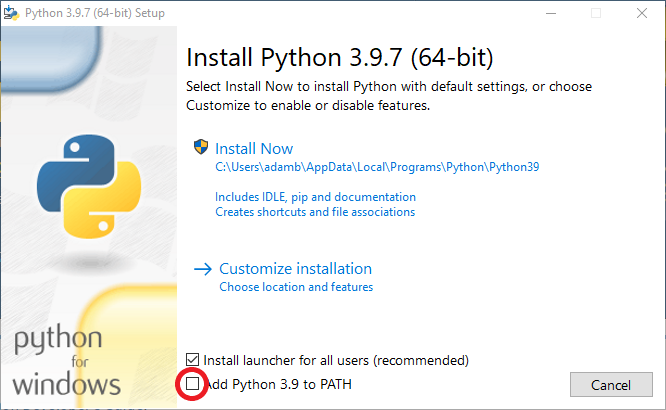 Python 3.9.7 (64-bit) Setup
Install Python 3.9.7 (64-bit)
Select Install Now to install Python with default settings, or choose
Customize to enable or disable features.
Install Now
C:\Users\adamb\AppData\Local\Programs\Python\Python39
Includes IDLE, pip and documentation
Creates shortcuts and file associations
Customize installation
Choose location and features
python
for
windows
Install launcher for all users (recommended)
Add Python 3.9 to PATH
Cancel